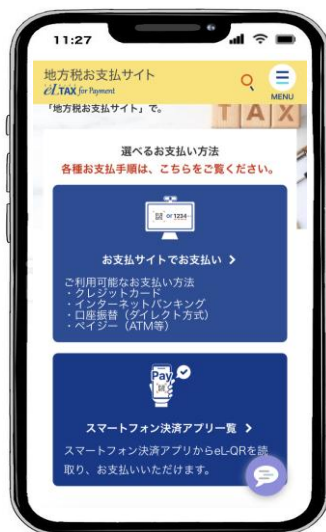 11:27
地方税お支払サイト
eLTAX for Payment
MENU
「地方税お支払サイト」で。
TAX
選べるお支払い方法
各種お支払手順は、こちらをご覧ください。
or 1234
お支払サイトでお支払い
ご利用可能なお支払い方法
・クレジットカード
・インターネットバンキング
・口座振替（ダイレクト方式）
・ペイジー（ATM等）
Pay
スマートフォン決済アプリ一覧
スマートフォン決済アプリからeL-QRを読
取り、お支払いいただけます。